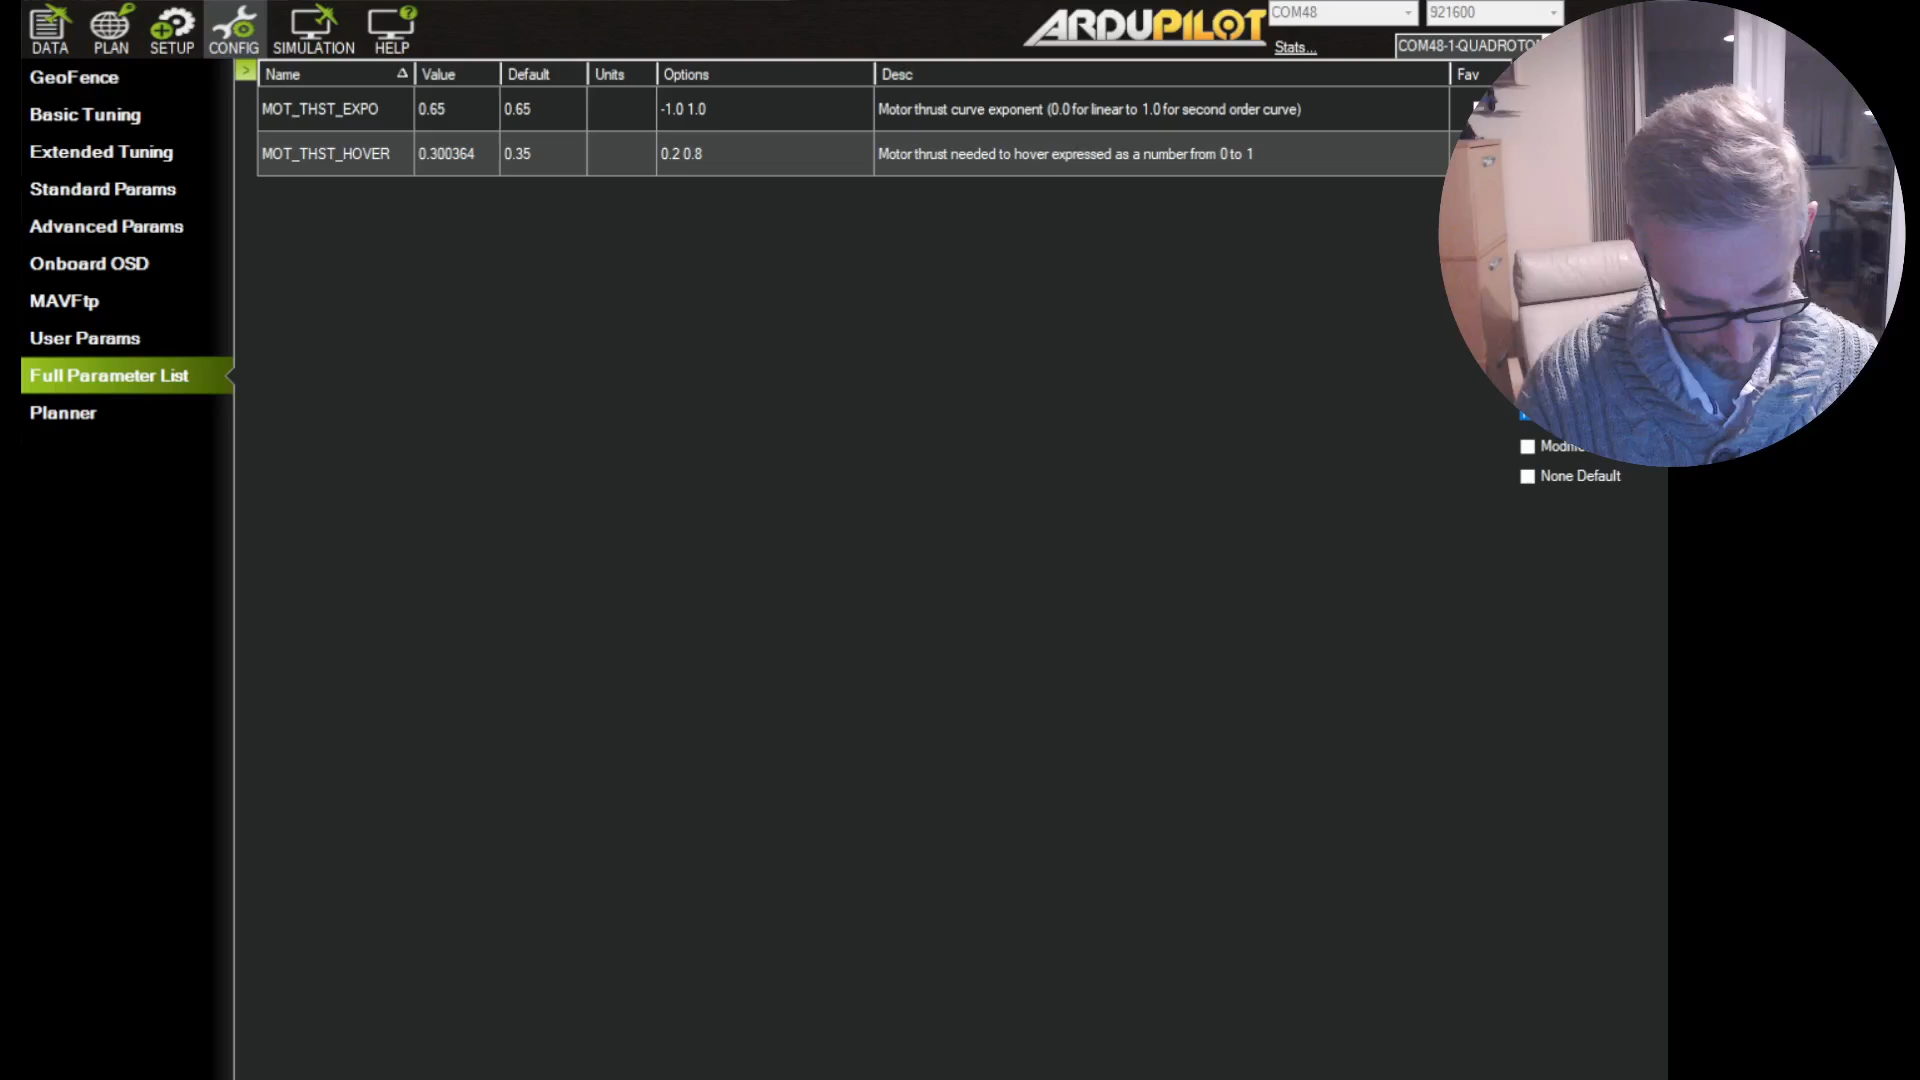 DATA PLAN SETUP CONFIG SIMULATION HELP
ARDUPILOT
COM48 921600
Stats... COM48-1-QUADROTO
GeoFence
Basic Tuning
Extended Tuning
Standard Params
Advanced Params
Onboard OSD
MAVFtp
User Params
Full Parameter List
Planner
> Name Value Default Units Options Desc Fav
MOT_THST_EXPO 0.65 0.65 -1.0 1.0 Motor thrust curve exponent (0.0 for linear to 1.0 for second order curve)
MOT_THST_HOVER 0.300364 0.35 0.2 0.8 Motor thrust needed to hover expressed as a number from 0 to 1
None Default